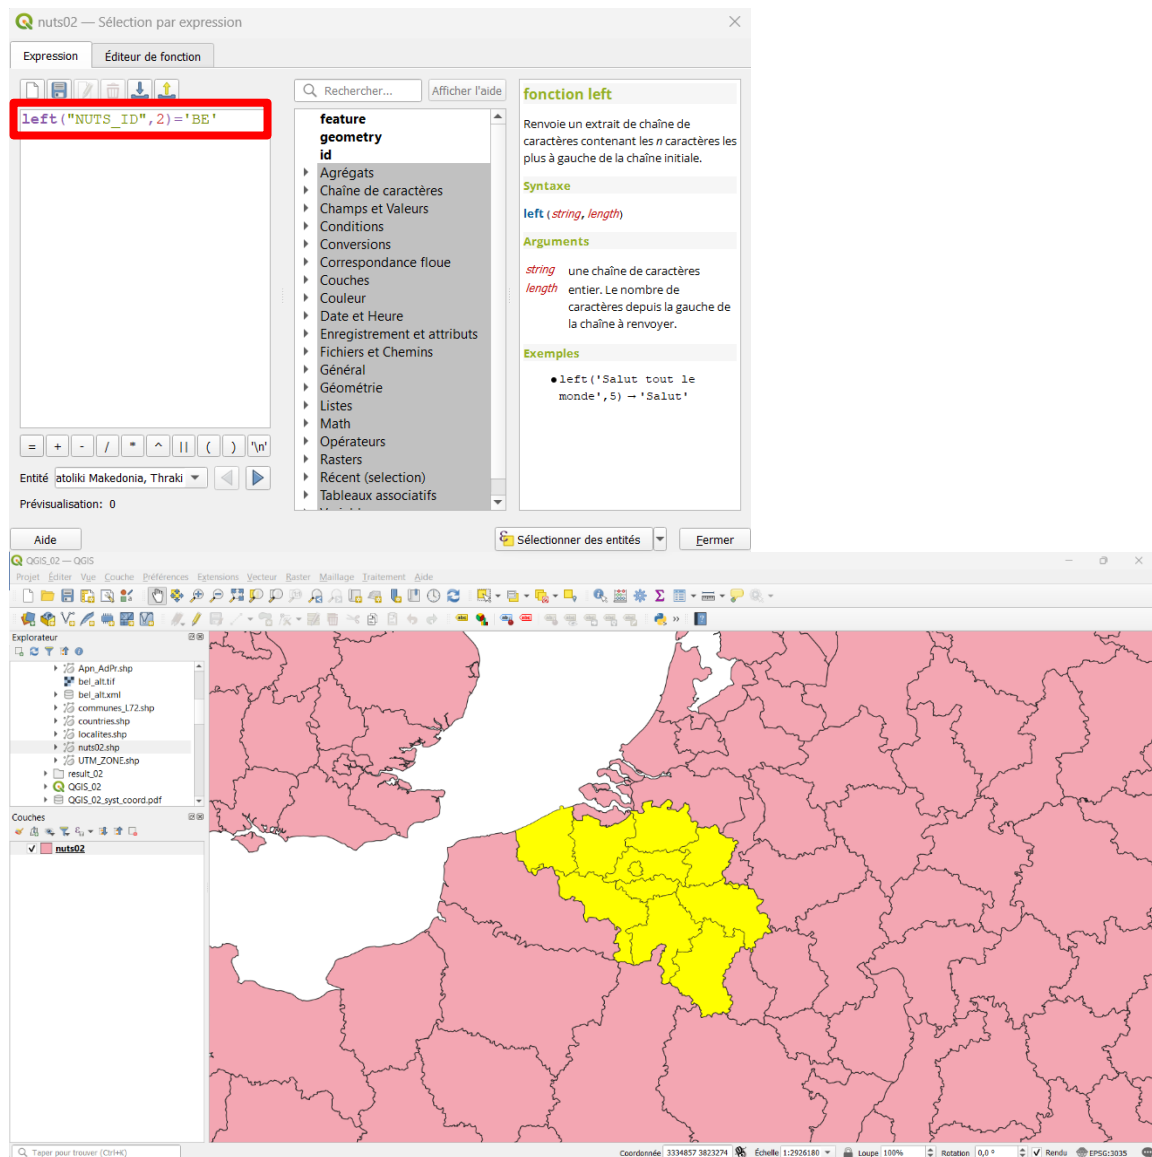 nuts02 — Sélection par expression
Expression
Éditeur de fonction
left("NUTS_ID",2)='BE'
= + - / * ^ || ( ) '\n'
Entité atoliki Makedonia, Thraki
Prévisualisation: 0
Rechercher...
Afficher l'aide
feature
geometry
id
Agrégats
Chaîne de caractères
Champs et Valeurs
Conditions
Conversions
Correspondance floue
Couches
Couleur
Date et Heure
Enregistrement et attributs
Fichiers et Chemins
Général
Géométrie
Listes
Math
Opérateurs
Rasters
Récent (selection)
Tableaux associatifs
fonction left
Renvoie un extrait de chaîne de
caractères contenant les n caractères les
plus à gauche de la chaîne initiale.
Syntaxe
left (string, length)
Arguments
string une chaîne de caractères
length entier. Le nombre de
caractères depuis la gauche de
la chaîne à renvoyer.
Exemples
● left('Salut tout le
monde',5) → 'Salut'
Aide
Sélectionner des entités
Fermer
QGIS_02 — QGIS
Projet Éditer Vue Couche Préférences Extensions Vecteur Raster Maillage Traitement Aide
Explorateur
Apn_AdPr.shp
bel_alt.tif
bel_alt.xml
communes_L72.shp
countries.shp
localites.shp
nuts02.shp
UTM_ZONE.shp
result_02
QGIS_02
QGIS_02_syst_coord.pdf
Couches
nuts02
Taper pour trouver (Ctrl+K)
Coordonnée 3334857 3823274 Échelle 1:2926180 Loupe 100% Rotation 0,0 ° Rendu EPSG:3035